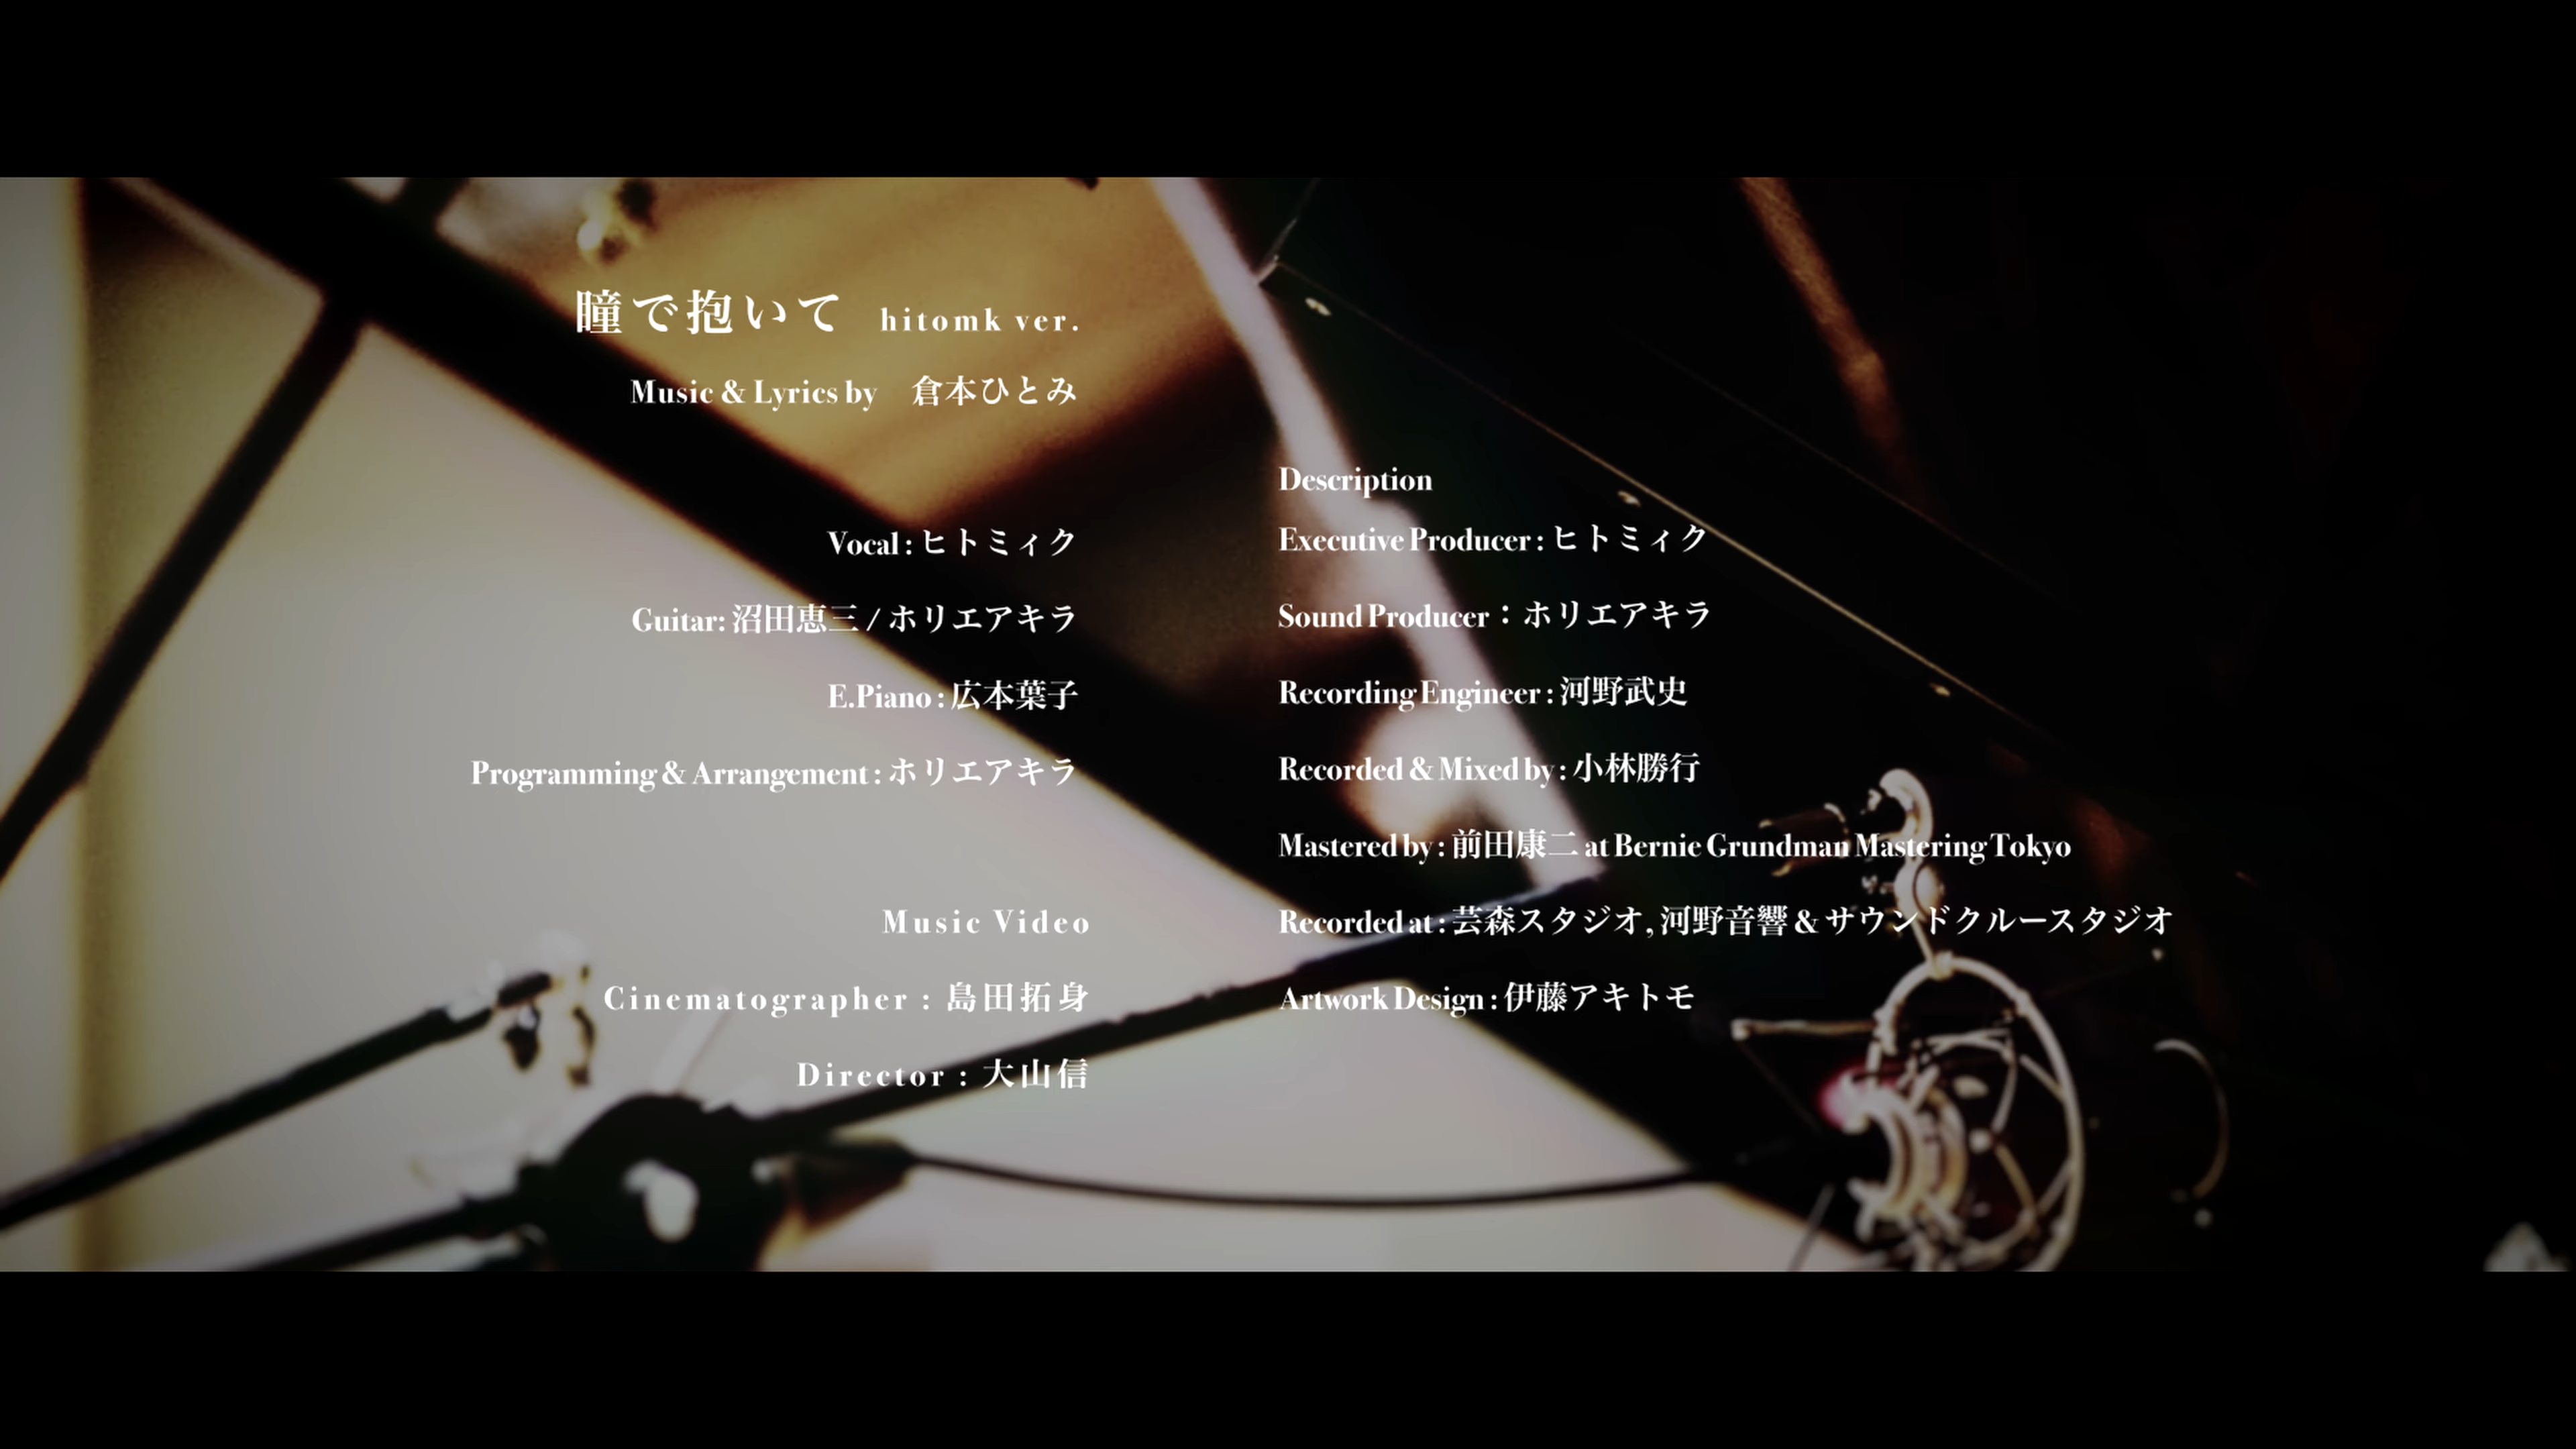 瞳で抱いて hitomk ver.
Music & Lyrics by 倉本ひとみ
Vocal : ヒトミィク
Guitar: 沼田恵三 / ホリエアキラ
E.Piano : 広本葉子
Programming & Arrangement : ホリエアキラ
Music Video
Cinematographer : 島田拓身
Director : 大山信
Description
Executive Producer : ヒトミィク
Sound Producer：ホリエアキラ
Recording Engineer : 河野武史
Recorded & Mixed by : 小林勝行
Mastered by : 前田康二 at Bernie Grundman Mastering Tokyo
Recorded at : 芸森スタジオ, 河野音響 & サウンドクルースタジオ
Artwork Design : 伊藤アキトモ